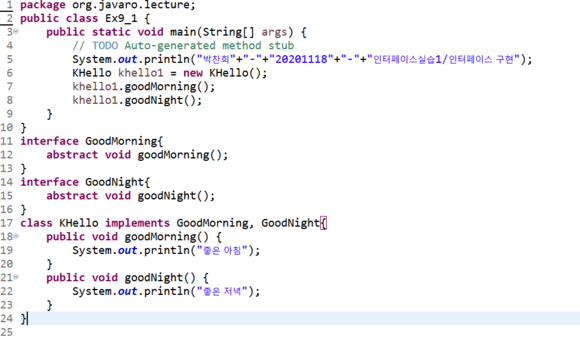 1 package org.javaro.lecture;
2 public class Ex9_1 {
3 public static void main(String[] args) {
4 // TODO Auto-generated method stub
5 System.out.println("박찬희"+"-"+"20201118"+"-"+"인터페이스실습1/인터페이스 구현");
6 KHello khello1 = new KHello();
7 khello1.goodMorning();
8 khello1.goodNight();
9 }
10 }
11 interface GoodMorning{
12 abstract void goodMorning();
13 }
14 interface GoodNight{
15 abstract void goodNight();
16 }
17 class KHello implements GoodMorning, GoodNight{
18 public void goodMorning() {
19 System.out.println("좋은 아침");
20 }
21 public void goodNight() {
22 System.out.println("좋은 저녁");
23 }
24 }
25